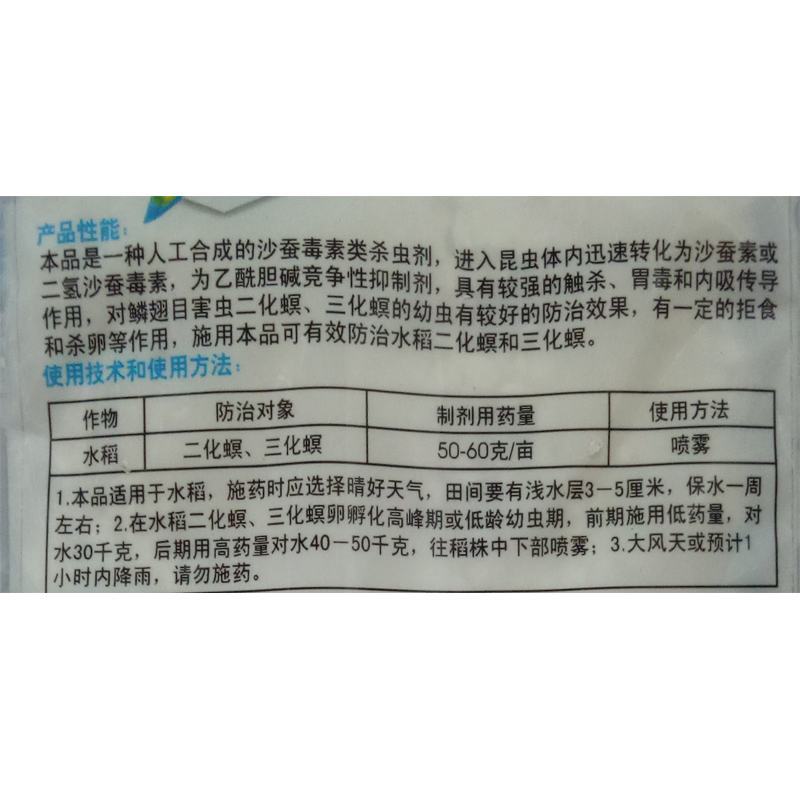 产品性能：
本品是一种人工合成的沙蚕毒素类杀虫剂，进入昆虫体内迅速转化为沙蚕素或
二氢沙蚕毒素，为乙酰胆碱竞争性抑制剂，具有较强的触杀、胃毒和内吸传导
作用，对鳞翅目害虫二化螟、三化螟的幼虫有较好的防治效果，有一定的拒食
和杀卵等作用，施用本品可有效防治水稻二化螟和三化螟。
使用技术和使用方法：
作物 防治对象 制剂用药量 使用方法
水稻 二化螟、三化螟 50-60克/亩 喷雾
1.本品适用于水稻，施药时应选择晴好天气，田间要有浅水层3－5厘米，保水一周
左右；2.在水稻二化螟、三化螟卵孵化高峰期或低龄幼虫期，前期施用低药量，对
水30千克，后期用高药量对水40－50千克，往稻株中下部喷雾；3.大风天或预计1
小时内降雨，请勿施药。